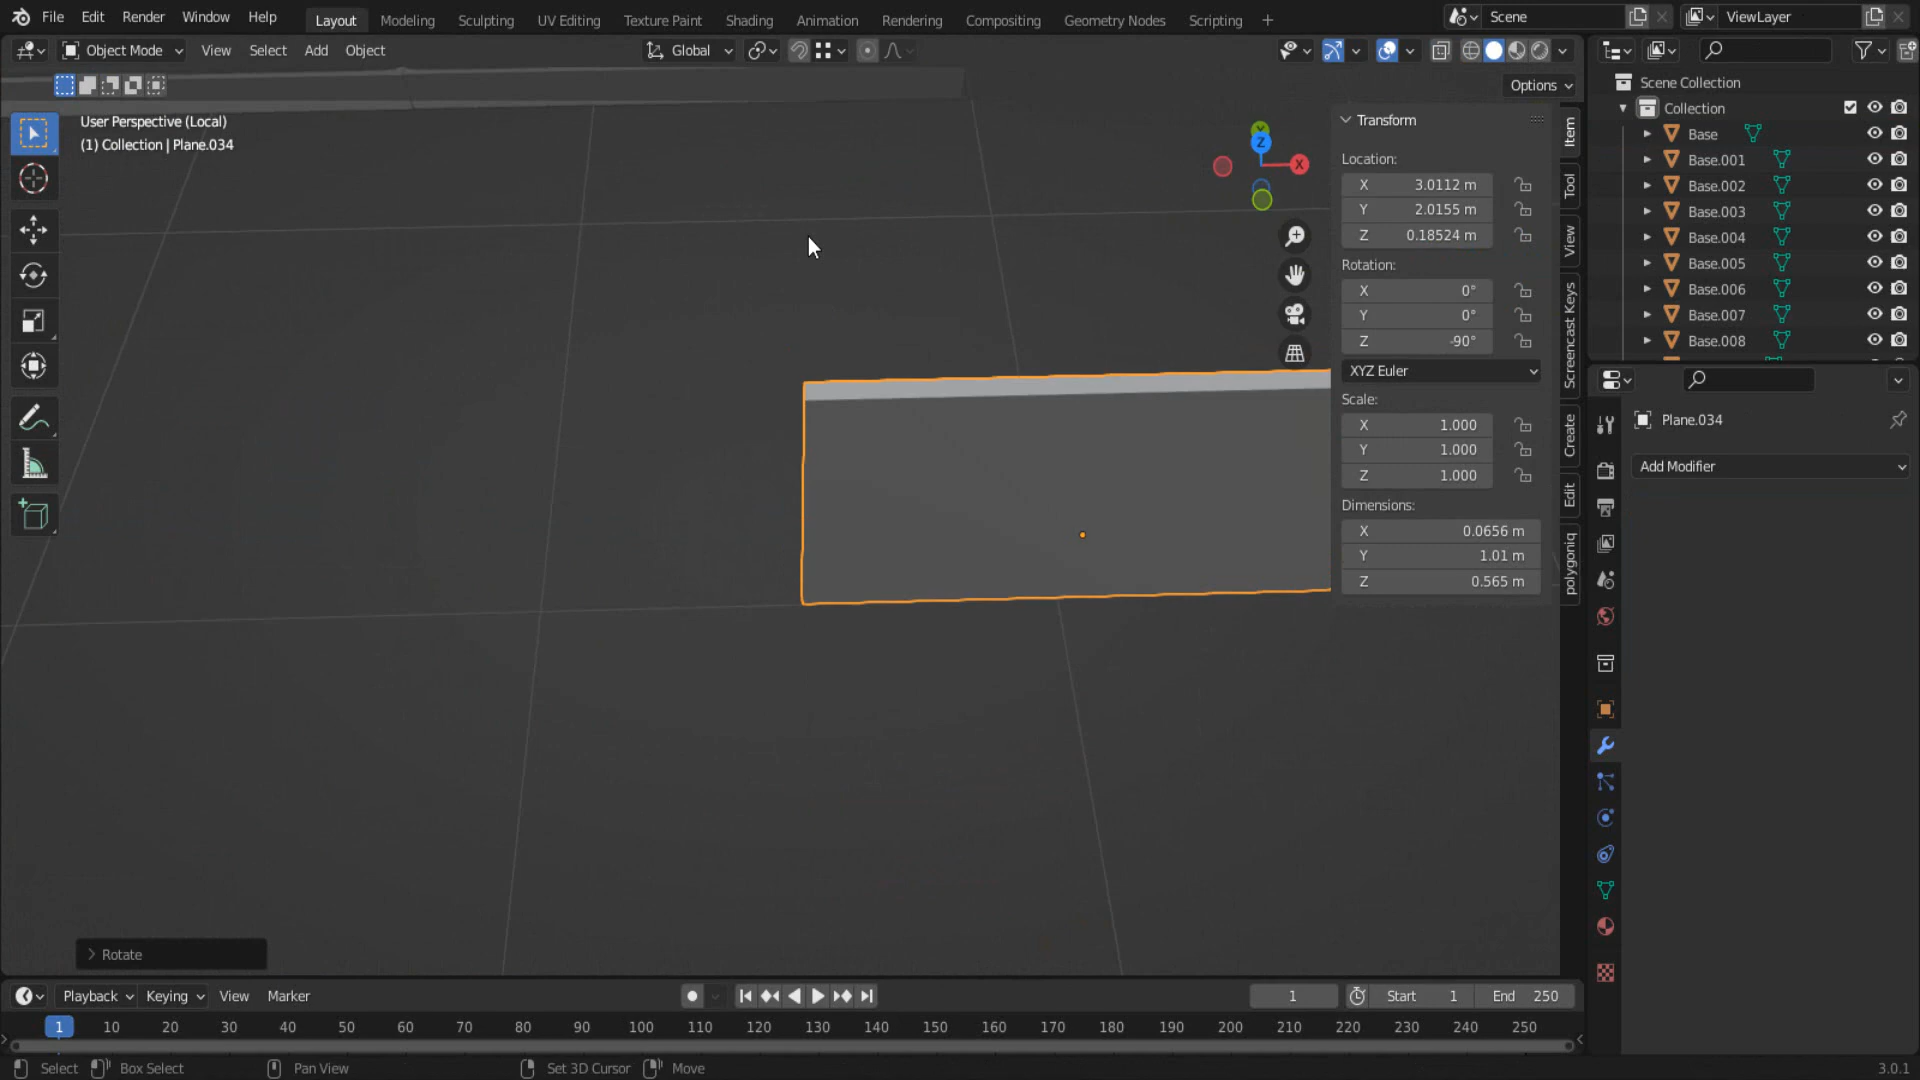 File Edit Render Window Help Layout Modeling Sculpting UV Editing Texture Paint Shading Animation Rendering Compositing Geometry Nodes Scripting + Scene ViewLayer
Object Mode View Select Add Object Global
Options
User Perspective (Local)
(1) Collection | Plane.034
Z
X
Transform
Location:
X 3.0112 m
Y 2.0155 m
Z 0.18524 m
Rotation:
X 0°
Y 0°
Z -90°
XYZ Euler
Scale:
X 1.000
Y 1.000
Z 1.000
Dimensions:
X 0.0656 m
Y 1.01 m
Z 0.565 m
Item
Tool
View
Screencast Keys
Create
Edit
polygoniq
Scene Collection
Collection
Base
Base.001
Base.002
Base.003
Base.004
Base.005
Base.006
Base.007
Base.008
Plane.034
Add Modifier
Rotate
Playback Keying View Marker 1 Start 1 End 250
1 10 20 30 40 50 60 70 80 90 100 110 120 130 140 150 160 170 180 190 200 210 220 230 240 250
Select Box Select Pan View Set 3D Cursor Move 3.0.1